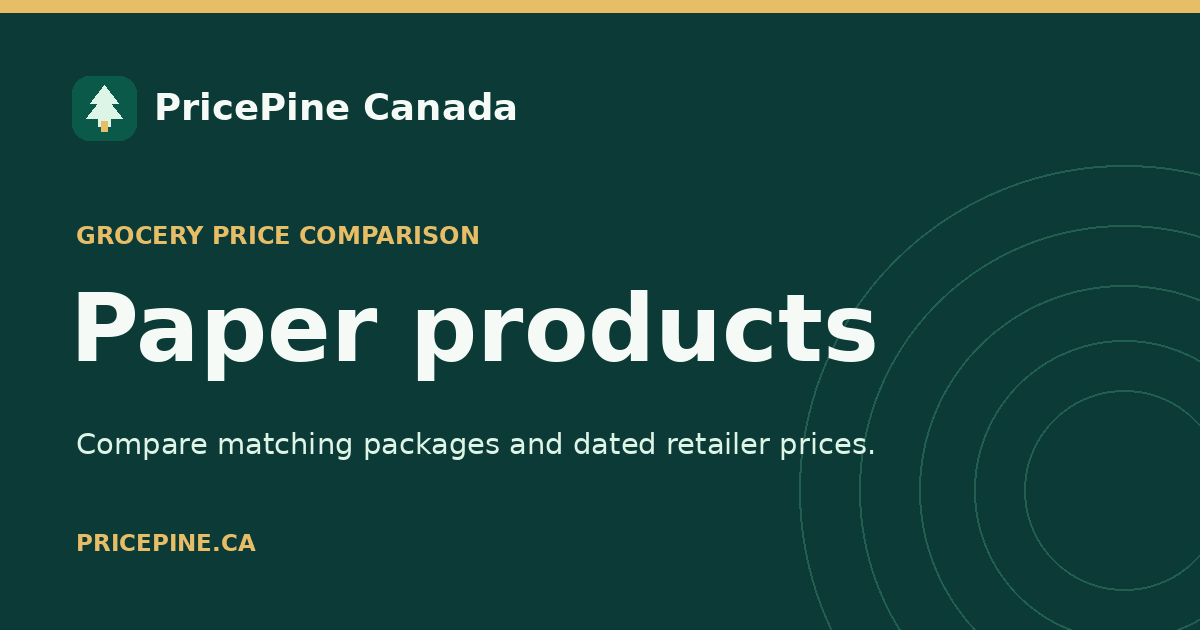 PricePine Canada
GROCERY PRICE COMPARISON
Paper products
Compare matching packages and dated retailer prices.
PRICEPINE.CA